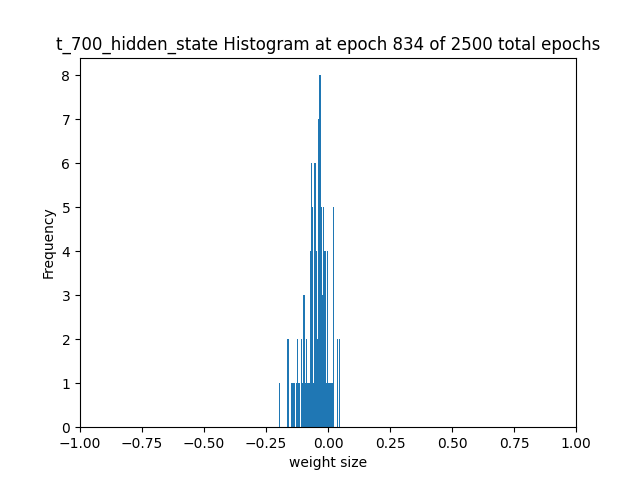 t_700_hidden_state Histogram at epoch 834 of 2500 total epochs
8
7
6
5
4
3
2
1
0
Frequency
−1.00 −0.75 −0.50 −0.25 0.00 0.25 0.50 0.75 1.00
weight size